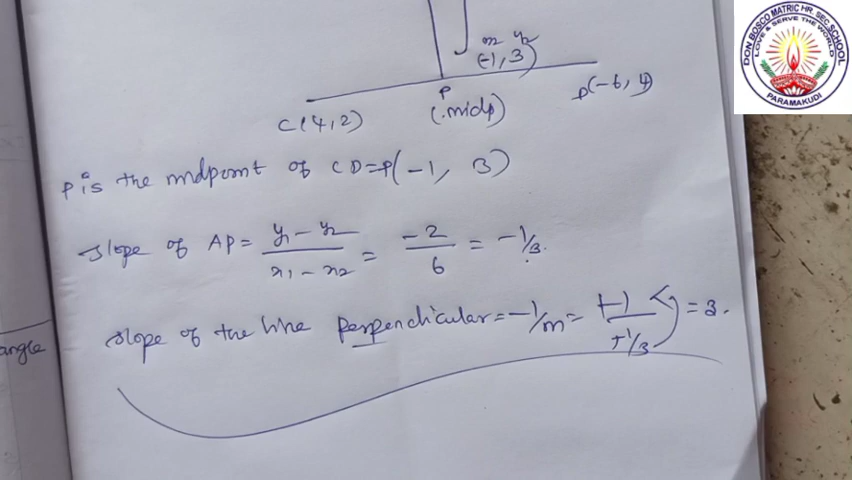 x2 y2
(-1, 3)
P
C(4, 2) (midp) D(-6, 4)
P is the midpoint of CD = P(-1, 3)
Slope of AP = y1 - y2 / x1 - x2 = -2/6 = -1/3.
Slope of the line perpendicular = -1/m = +1 / +1/3 = 3.
angle
DON BOSCO MATRIC HR. SEC. SCHOOL
LOVE & SERVE THE WORLD
PARAMAKUDI